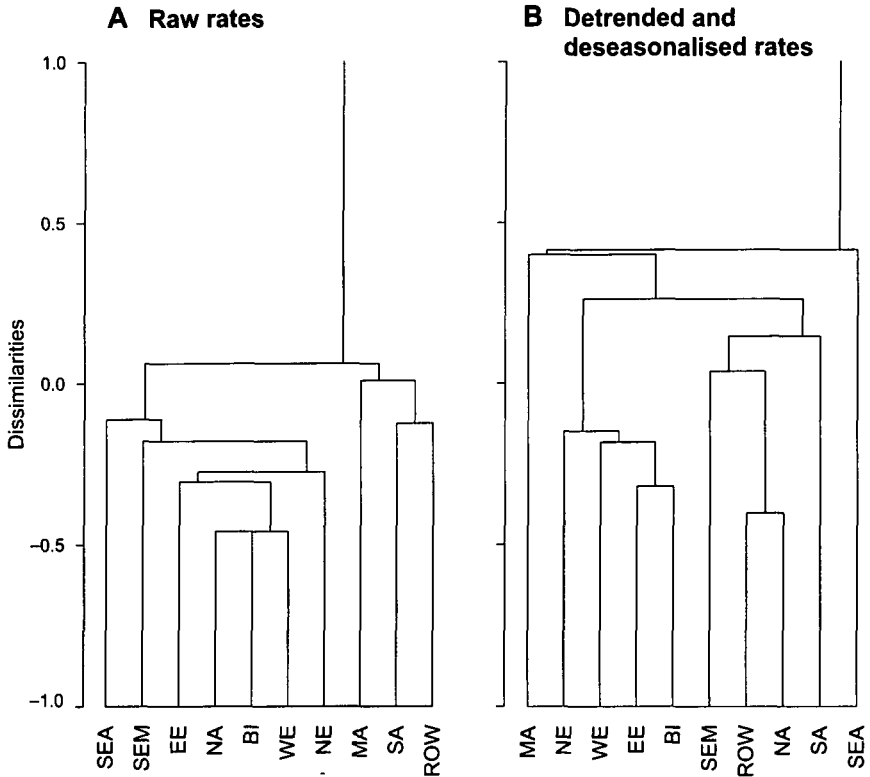 A Raw rates
B Detrended and
deseasonalised rates
1.0
0.5
0.0
–0.5
–1.0
Dissimilarities
SEA
SEM
EE
NA
BI
WE
NE
MA
SA
ROW
MA
NE
WE
EE
BI
SEM
ROW
NA
SA
SEA